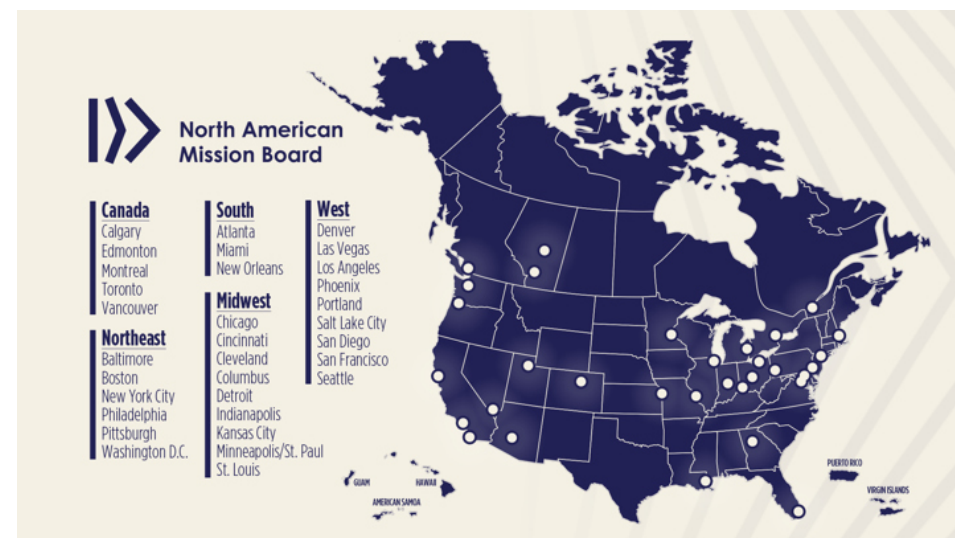 North American
Mission Board
Canada
Calgary
Edmonton
Montreal
Toronto
Vancouver
Northeast
Baltimore
Boston
New York City
Philadelphia
Pittsburgh
Washington D.C.
South
Atlanta
Miami
New Orleans
Midwest
Chicago
Cincinnati
Cleveland
Columbus
Detroit
Indianapolis
Kansas City
Minneapolis/St. Paul
St. Louis
West
Denver
Las Vegas
Los Angeles
Phoenix
Portland
Salt Lake City
San Diego
San Francisco
Seattle
GUAM
HAWAII
AMERICAN SAMOA
PUERTO RICO
VIRGIN ISLANDS